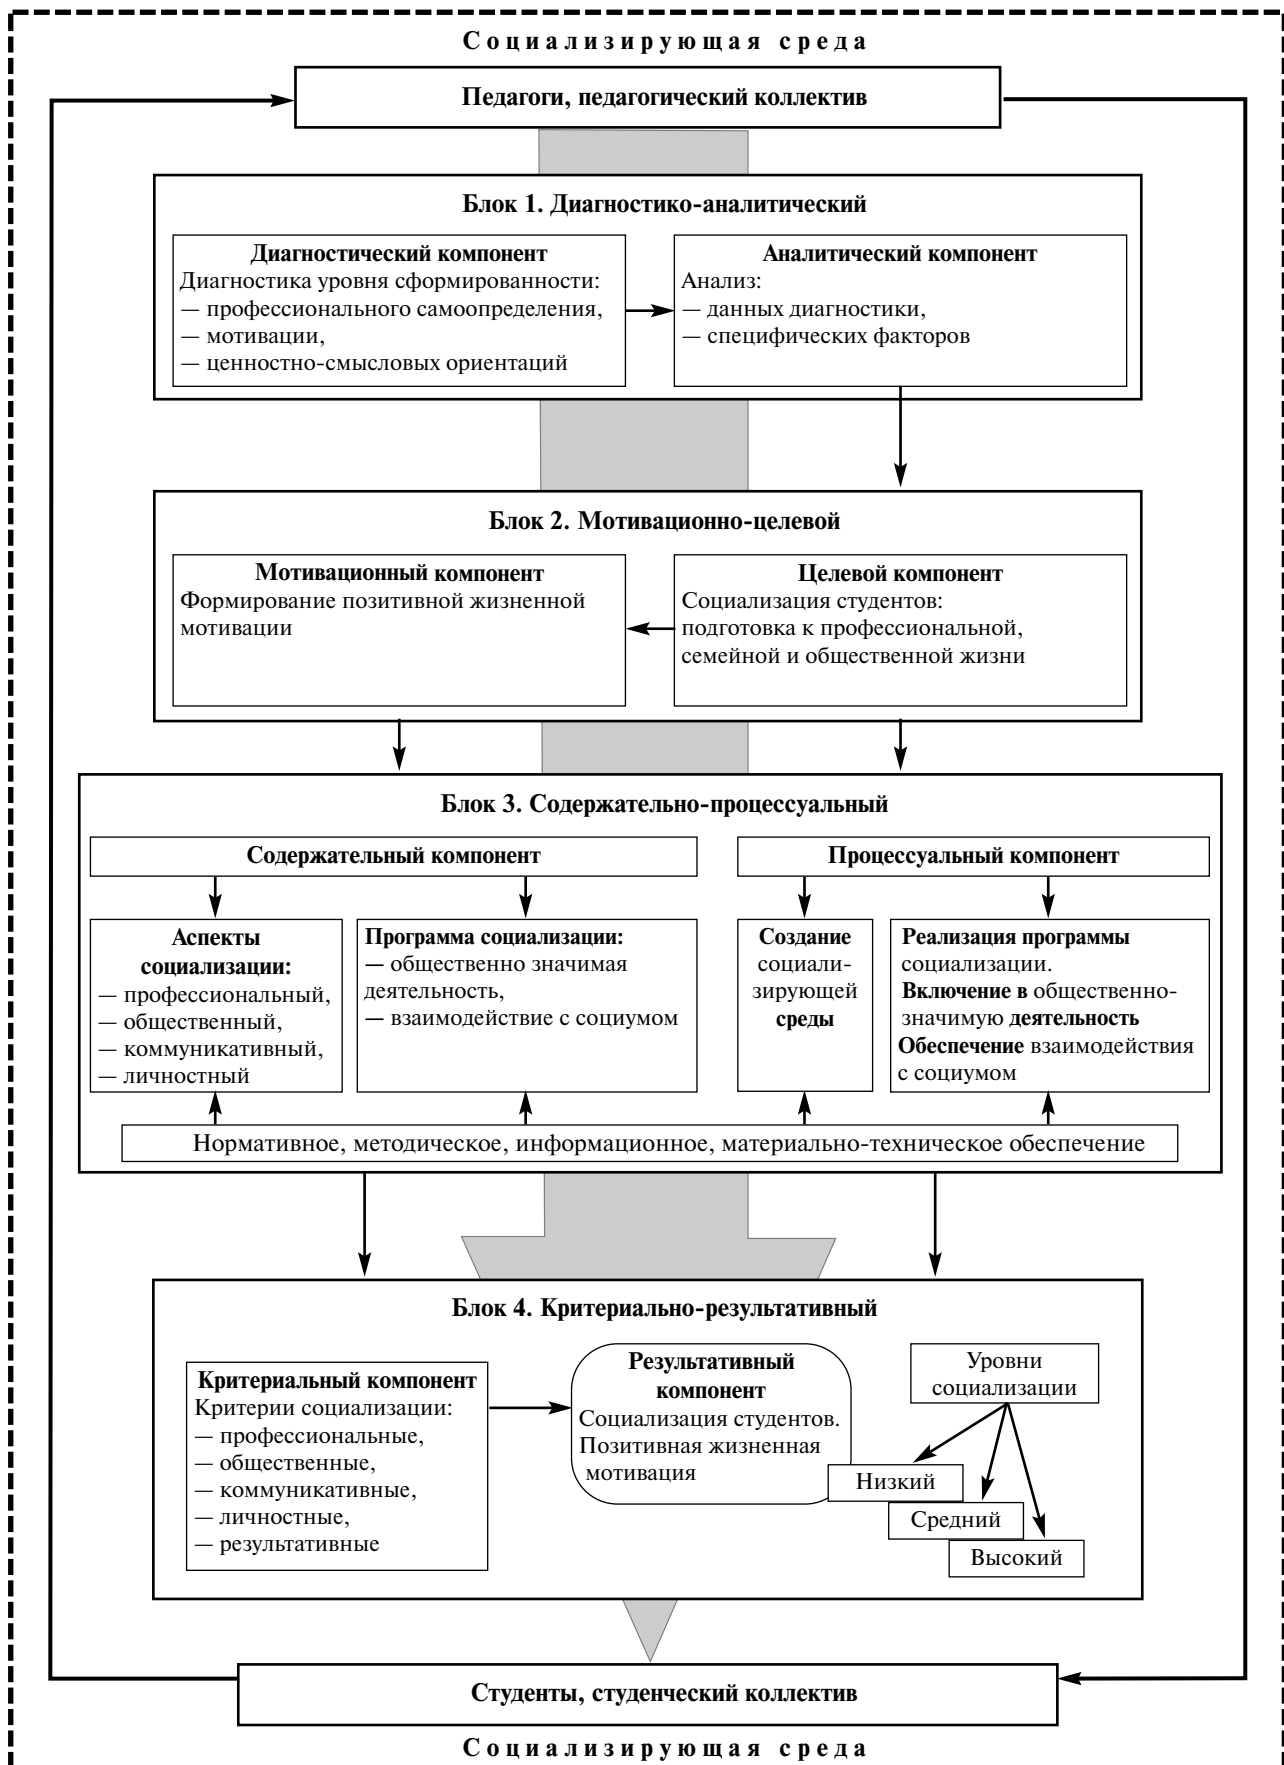 Социализирующая среда
Педагоги, педагогический коллектив
Блок 1. Диагностико-аналитический
Диагностический компонент
Диагностика уровня сформированности:
— профессионального самоопределения,
— мотивации,
— ценностно-смысловых ориентаций
Аналитический компонент
Анализ:
— данных диагностики,
— специфических факторов
Блок 2. Мотивационно-целевой
Мотивационный компонент
Формирование позитивной жизненной
мотивации
Целевой компонент
Социализация студентов:
подготовка к профессиональной,
семейной и общественной жизни
Блок 3. Содержательно-процессуальный
Содержательный компонент
Процессуальный компонент
Аспекты
социализации:
— профессиональный,
— общественный,
— коммуникативный,
— личностный
Программа социализации:
— общественно значимая
деятельность,
— взаимодействие с социумом
Создание
социали-
зирующей
среды
Реализация программы
социализации.
Включение в общественно-
значимую деятельность
Обеспечение взаимодействия
с социумом
Нормативное, методическое, информационное, материально-техническое обеспечение
Блок 4. Критериально-результативный
Критериальный компонент
Критерии социализации:
— профессиональные,
— общественные,
— коммуникативные,
— личностные,
— результативные
Результативный
компонент
Социализация студентов.
Позитивная жизненная
мотивация
Уровни
социализации
Низкий
Средний
Высокий
Студенты, студенческий коллектив
Социализирующая среда